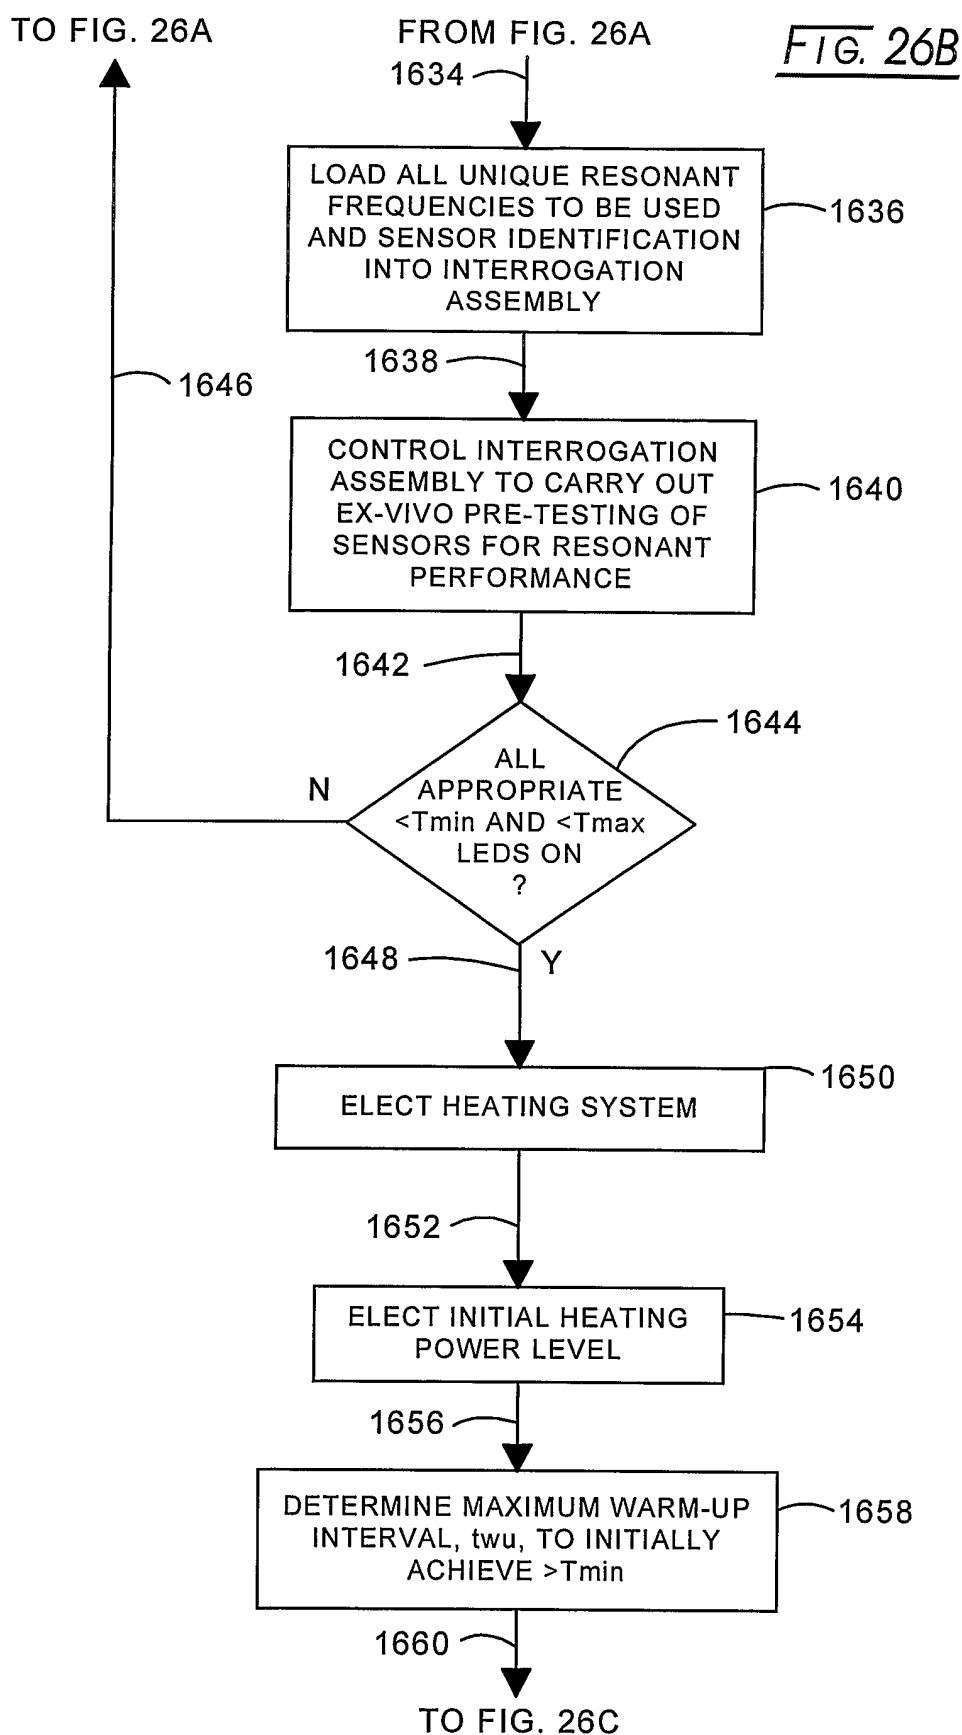 TO FIG. 26A
FROM FIG. 26A
FIG. 26B
1634
LOAD ALL UNIQUE RESONANT
FREQUENCIES TO BE USED
AND SENSOR IDENTIFICATION
INTO INTERROGATION
ASSEMBLY
1636
1638
1646
CONTROL INTERROGATION
ASSEMBLY TO CARRY OUT
EX-VIVO PRE-TESTING OF
SENSORS FOR RESONANT
PERFORMANCE
1640
1642
1644
ALL
APPROPRIATE
<Tmin AND <Tmax
LEDS ON
?
N
1648
Y
ELECT HEATING SYSTEM
1650
1652
ELECT INITIAL HEATING
POWER LEVEL
1654
1656
DETERMINE MAXIMUM WARM-UP
INTERVAL, twu, TO INITIALLY
ACHIEVE >Tmin
1658
1660
TO FIG. 26C